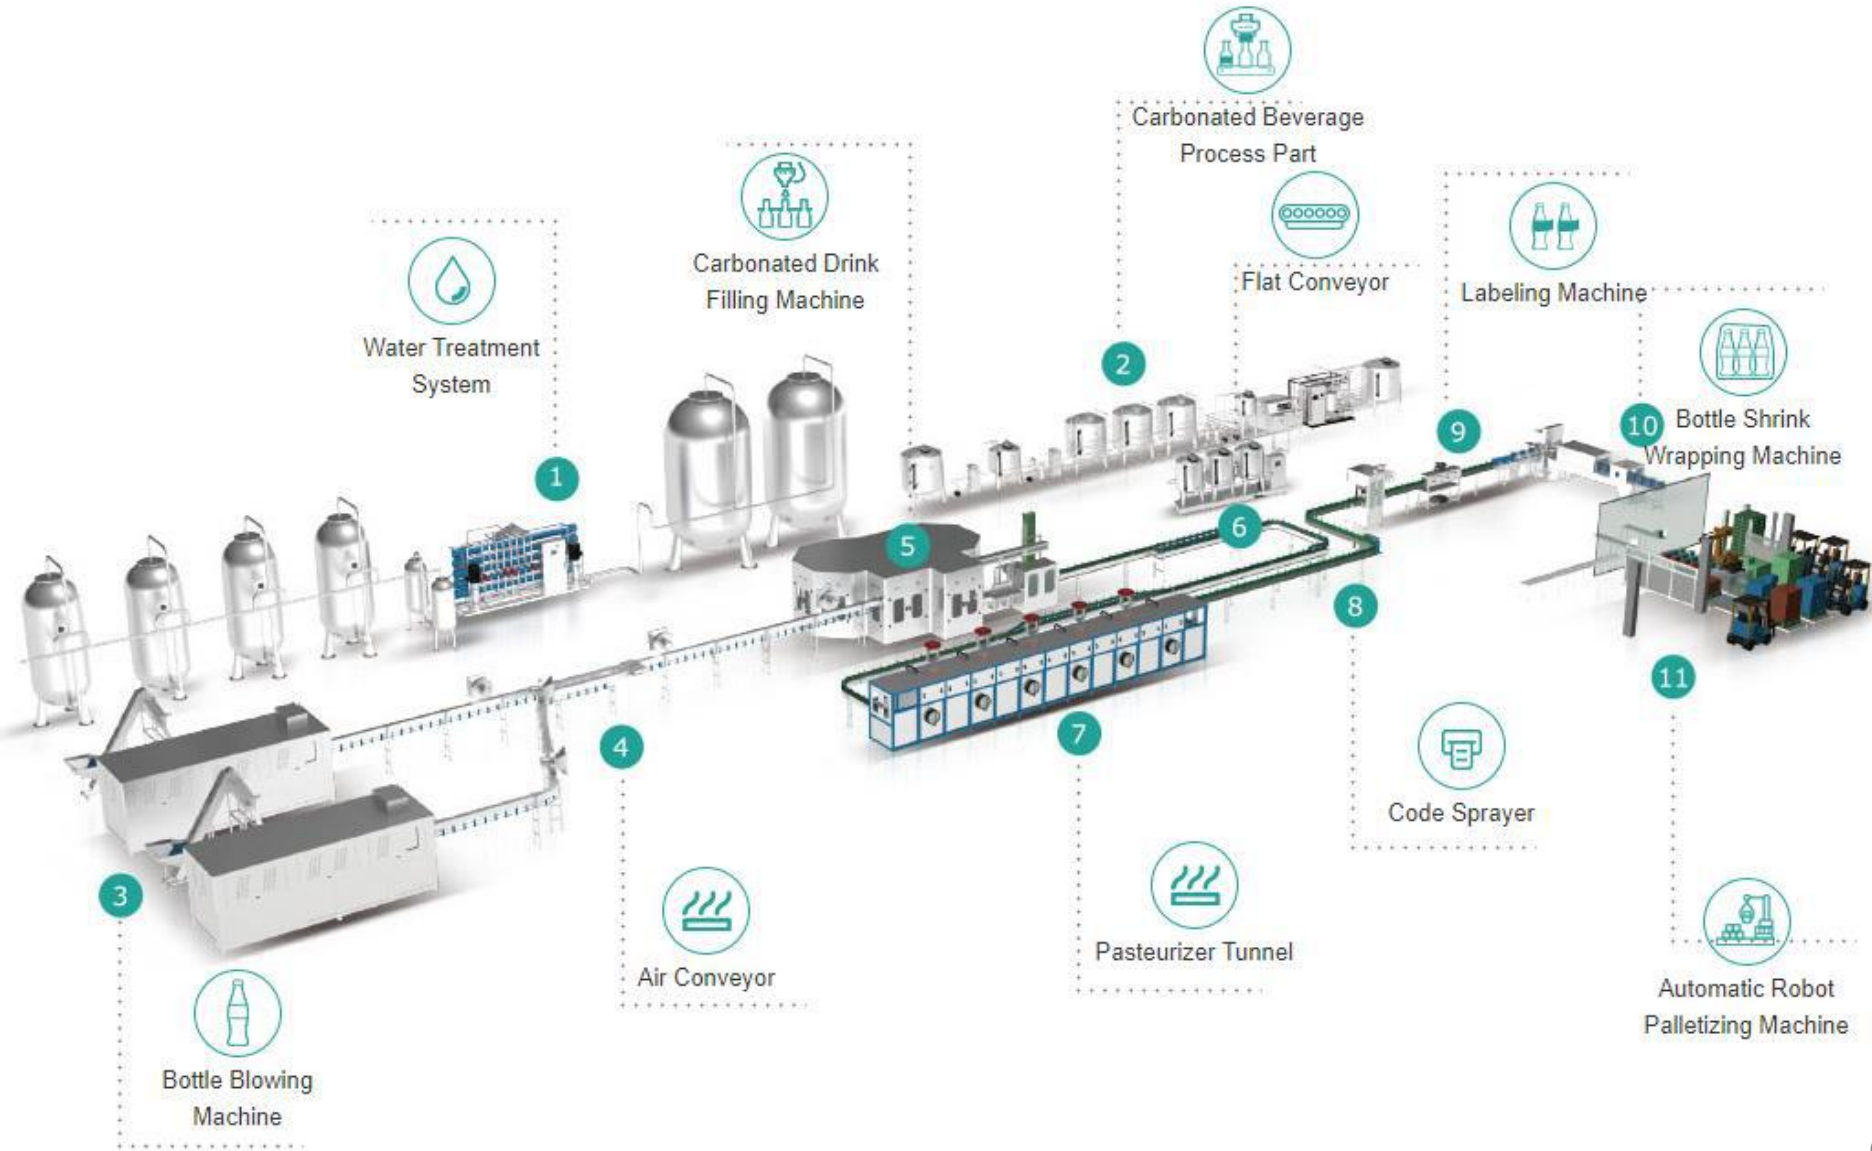 Carbonated Beverage
Process Part
Carbonated Drink
Filling Machine
Flat Conveyor
Labeling Machine
Water Treatment
System
Bottle Shrink
Wrapping Machine
2
10
9
1
6
5
8
11
7
4
3
Code Sprayer
Pasteurizer Tunnel
Air Conveyor
Automatic Robot
Palletizing Machine
Bottle Blowing
Machine